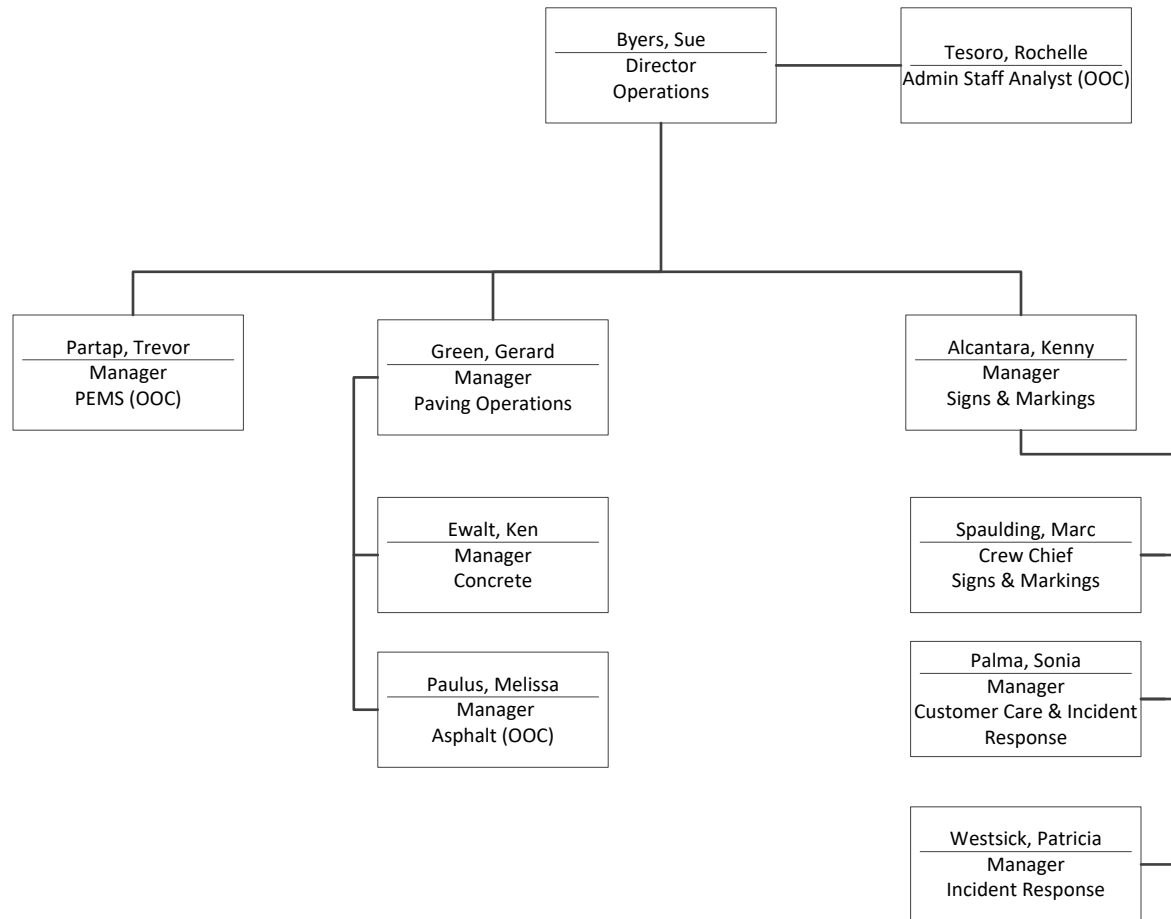 Byers, Sue
Director
Operations
Tesoro, Rochelle
Admin Staff Analyst (OOC)
Partap, Trevor
Manager
PEMS (OOC)
Green, Gerard
Manager
Paving Operations
Alcantara, Kenny
Manager
Signs & Markings
Ewalt, Ken
Manager
Concrete
Spaulding, Marc
Crew Chief
Signs & Markings
Paulus, Melissa
Manager
Asphalt (OOC)
Palma, Sonia
Manager
Customer Care & Incident
Response
Westsick, Patricia
Manager
Incident Response